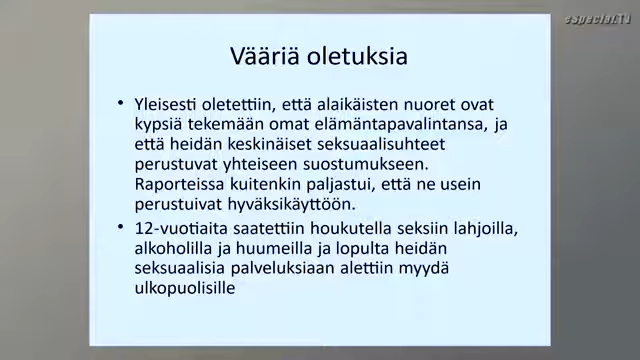 eSpecial.TV
Vääriä oletuksia
• Yleisesti oletettiin, että alaikäisten nuoret ovat
kypsiä tekemään omat elämäntapavalintansa, ja
että heidän keskinäiset seksuaalisuhteet
perustuvat yhteiseen suostumukseen.
Raporteissa kuitenkin paljastui, että ne usein
perustuivat hyväksikäyttöön.
• 12-vuotiaita saatettiin houkutella seksiin lahjoilla,
alkoholilla ja huumeilla ja lopulta heidän
seksuaalisia palveluksiaan alettiin myydä
ulkopuolisille